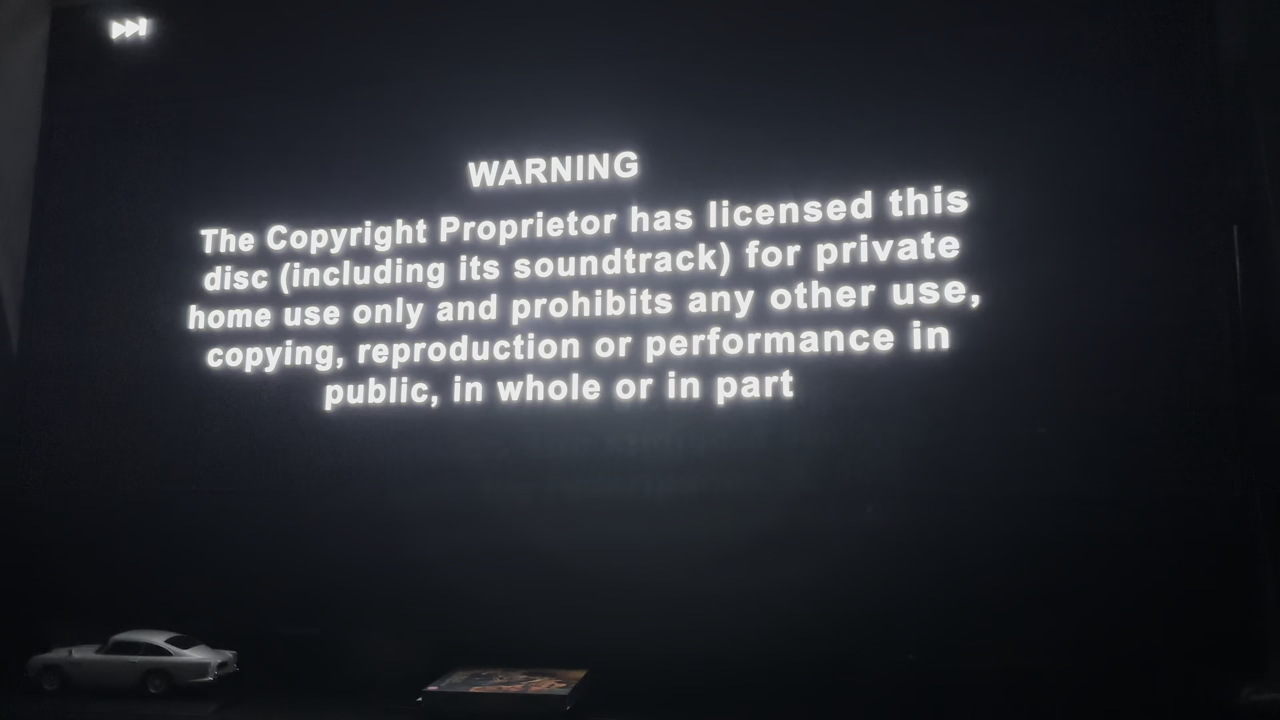 WARNING
The Copyright Proprietor has licensed this
disc (including its soundtrack) for private
home use only and prohibits any other use,
copying, reproduction or performance in
public, in whole or in part